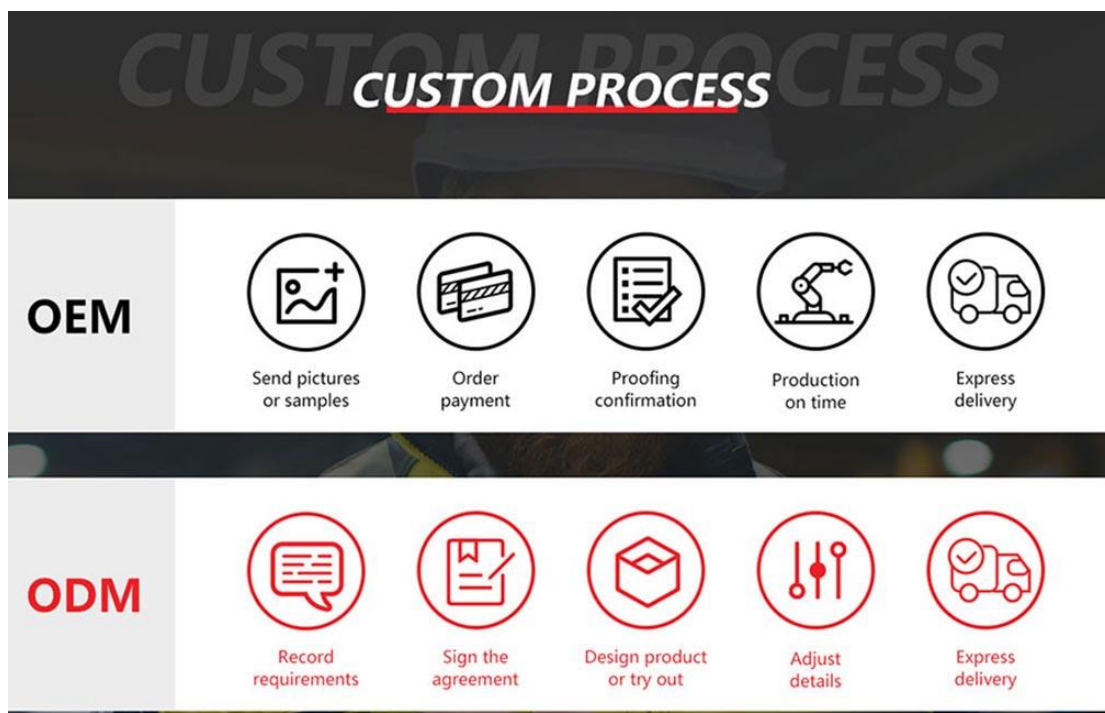 CUSTOM PROCESS
CUSTOM PROCESS
OEM
Send pictures
or samples
Order
payment
Proofing
confirmation
Production
on time
Express
delivery
ODM
Record
requirements
Sign the
agreement
Design product
or try out
Adjust
details
Express
delivery